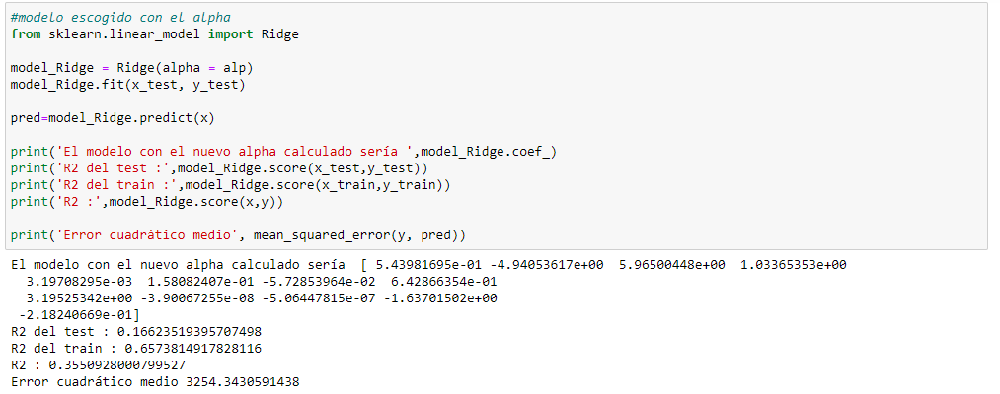 #modelo escogido con el alpha
from sklearn.linear_model import Ridge
model_Ridge = Ridge(alpha = alp)
model_Ridge.fit(x_test, y_test)
pred=model_Ridge.predict(x)
print('El modelo con el nuevo alpha calculado sería ',model_Ridge.coef_)
print('R2 del test :',model_Ridge.score(x_test,y_test))
print('R2 del train :',model_Ridge.score(x_train,y_train))
print('R2 :',model_Ridge.score(x,y))
print('Error cuadrático medio', mean_squared_error(y, pred))
El modelo con el nuevo alpha calculado sería  [ 5.43981695e-01 -4.94053617e+00  5.96500448e+00  1.03365353e+00
  3.19708295e-03  1.58082407e-01 -5.72853964e-02  6.42866354e-01
  3.19525342e+00 -3.90067255e-08 -5.06447815e-07 -1.63701502e+00
 -2.18240669e-01]
R2 del test : 0.16623519395707498
R2 del train : 0.6573814917828116
R2 : 0.3550928000799527
Error cuadrático medio 3254.3430591438